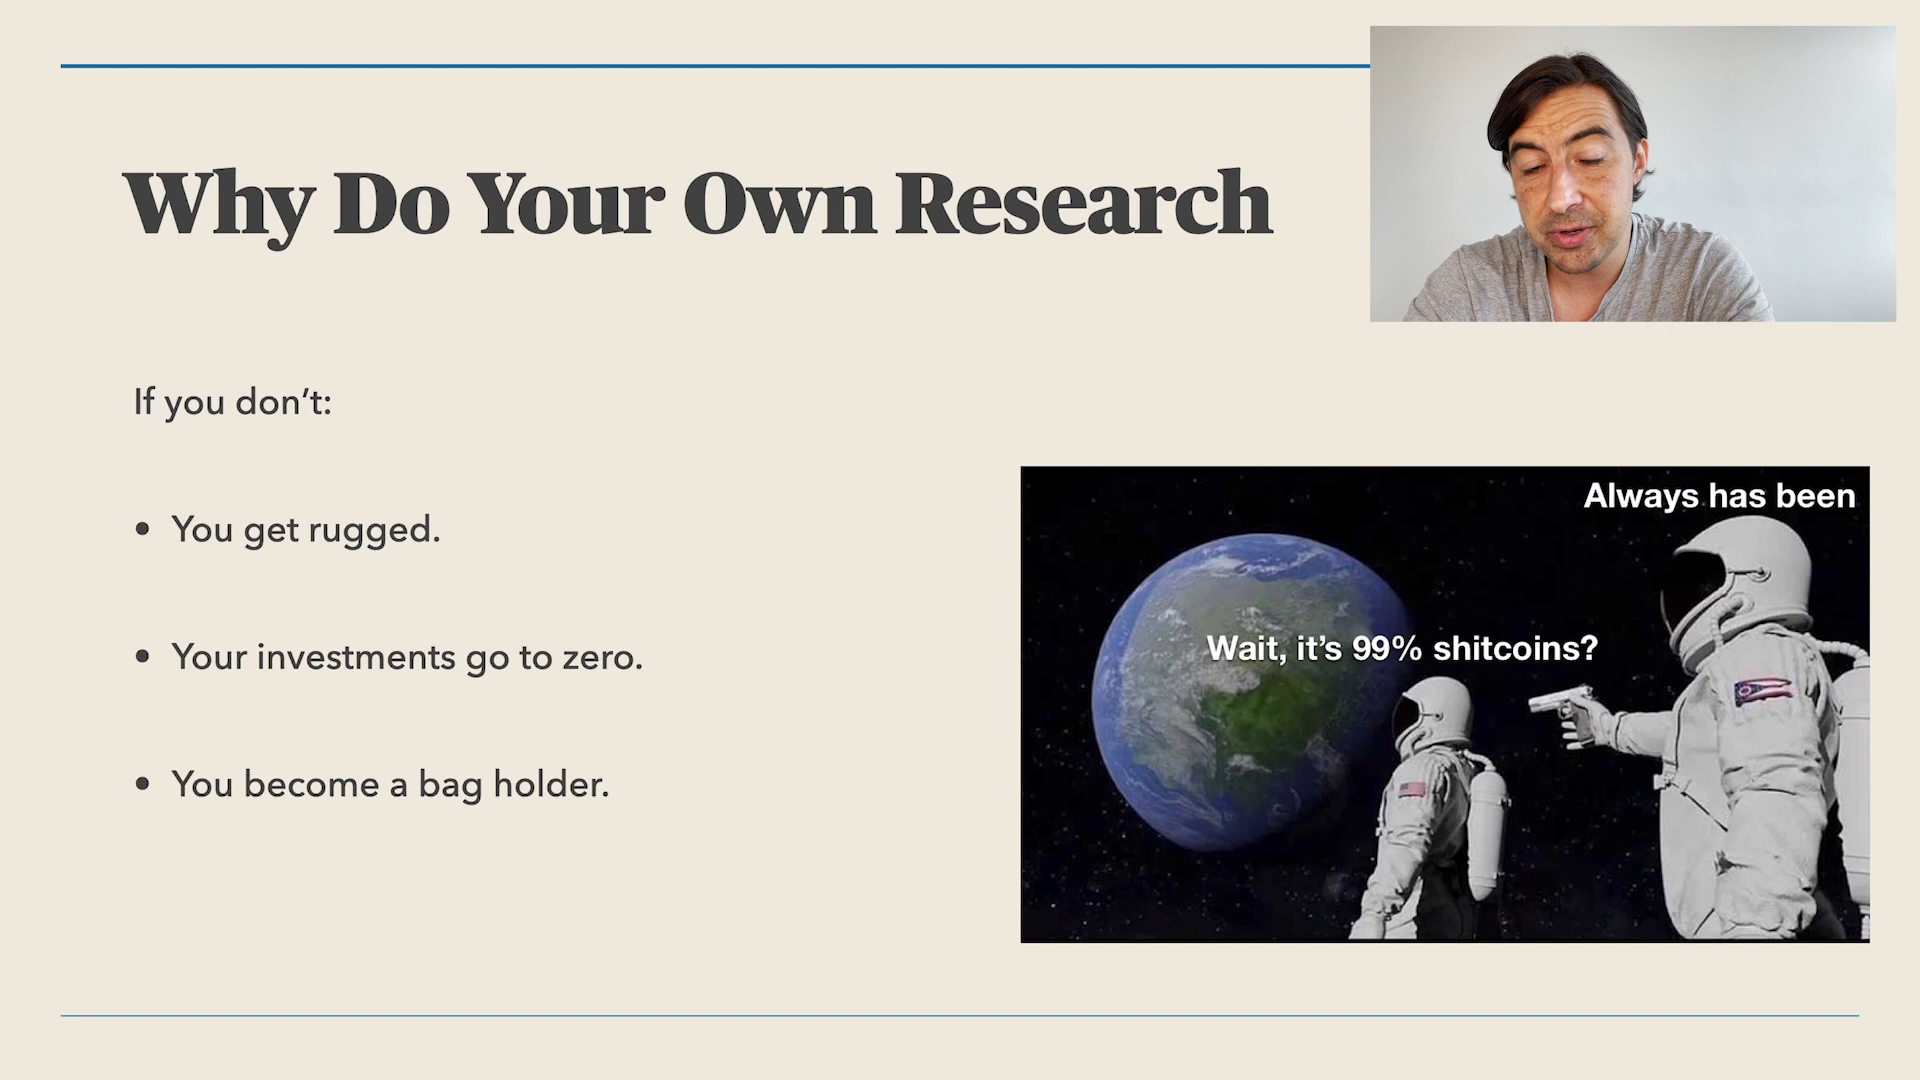 Why Do Your Own Research
If you don’t:
• You get rugged.
• Your investments go to zero.
• You become a bag holder.
Always has been
Wait, it’s 99% shitcoins?